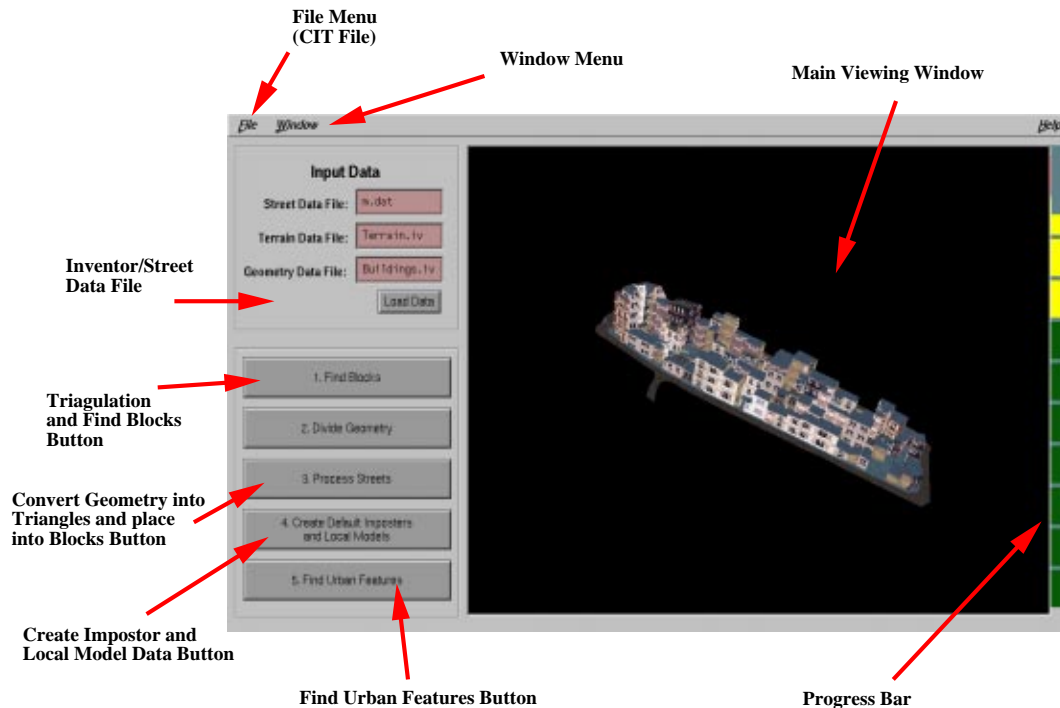 File Menu
(CIT File)
Window Menu
Main Viewing Window
File Window Help
Input Data
Street Data File: m.dat
Terrain Data File: Terrain.iv
Geometry Data File: Buildings.iv
Load Data
Inventor/Street
Data File
1. Find Blocks
Triagulation
and Find Blocks
Button
2. Divide Geometry
3. Process Streets
Convert Geometry into
Triangles and place
into Blocks Button
4. Create Default Imposters
and Local Models
5. Find Urban Features
Create Impostor and
Local Model Data Button
Find Urban Features Button
Progress Bar